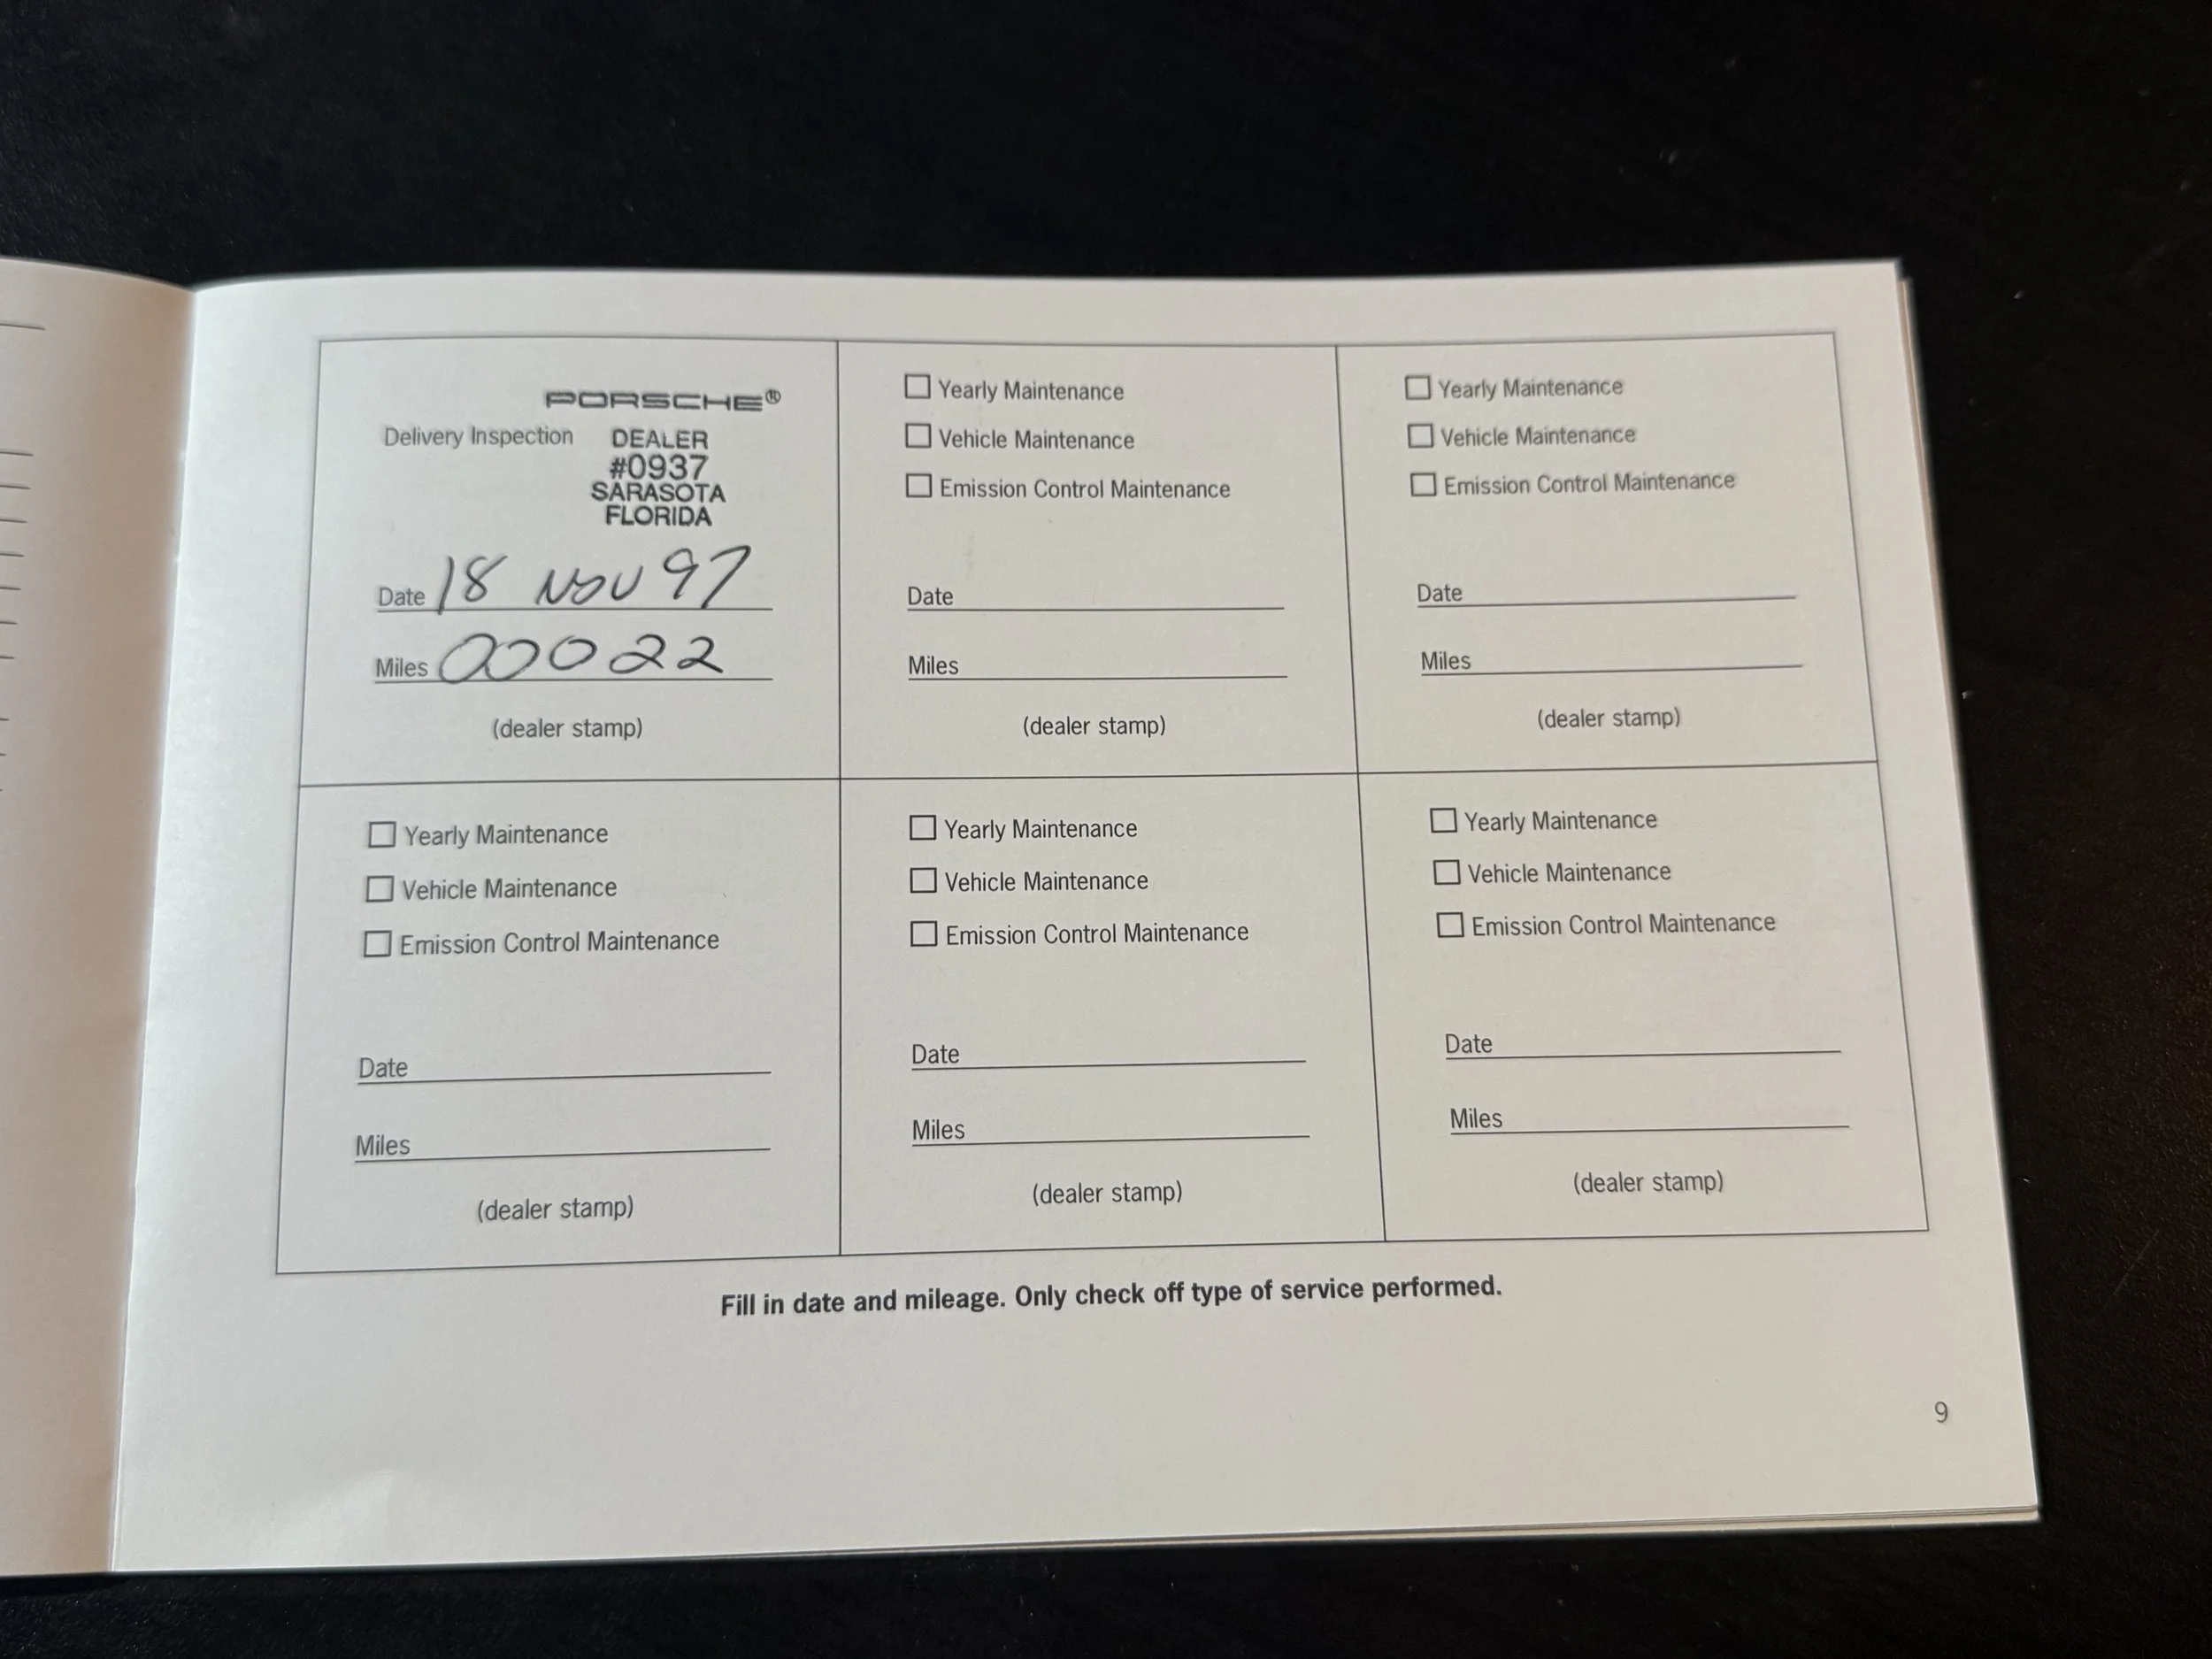 PORSCHE®
Delivery Inspection DEALER
#0937
SARASOTA
FLORIDA
Date 18 NOV 97
Miles 00022
(dealer stamp)
Yearly Maintenance
Vehicle Maintenance
Emission Control Maintenance
Date
Miles
(dealer stamp)
Yearly Maintenance
Vehicle Maintenance
Emission Control Maintenance
Date
Miles
(dealer stamp)
Yearly Maintenance
Vehicle Maintenance
Emission Control Maintenance
Date
Miles
(dealer stamp)
Yearly Maintenance
Vehicle Maintenance
Emission Control Maintenance
Date
Miles
(dealer stamp)
Yearly Maintenance
Vehicle Maintenance
Emission Control Maintenance
Date
Miles
(dealer stamp)
Fill in date and mileage. Only check off type of service performed.
9